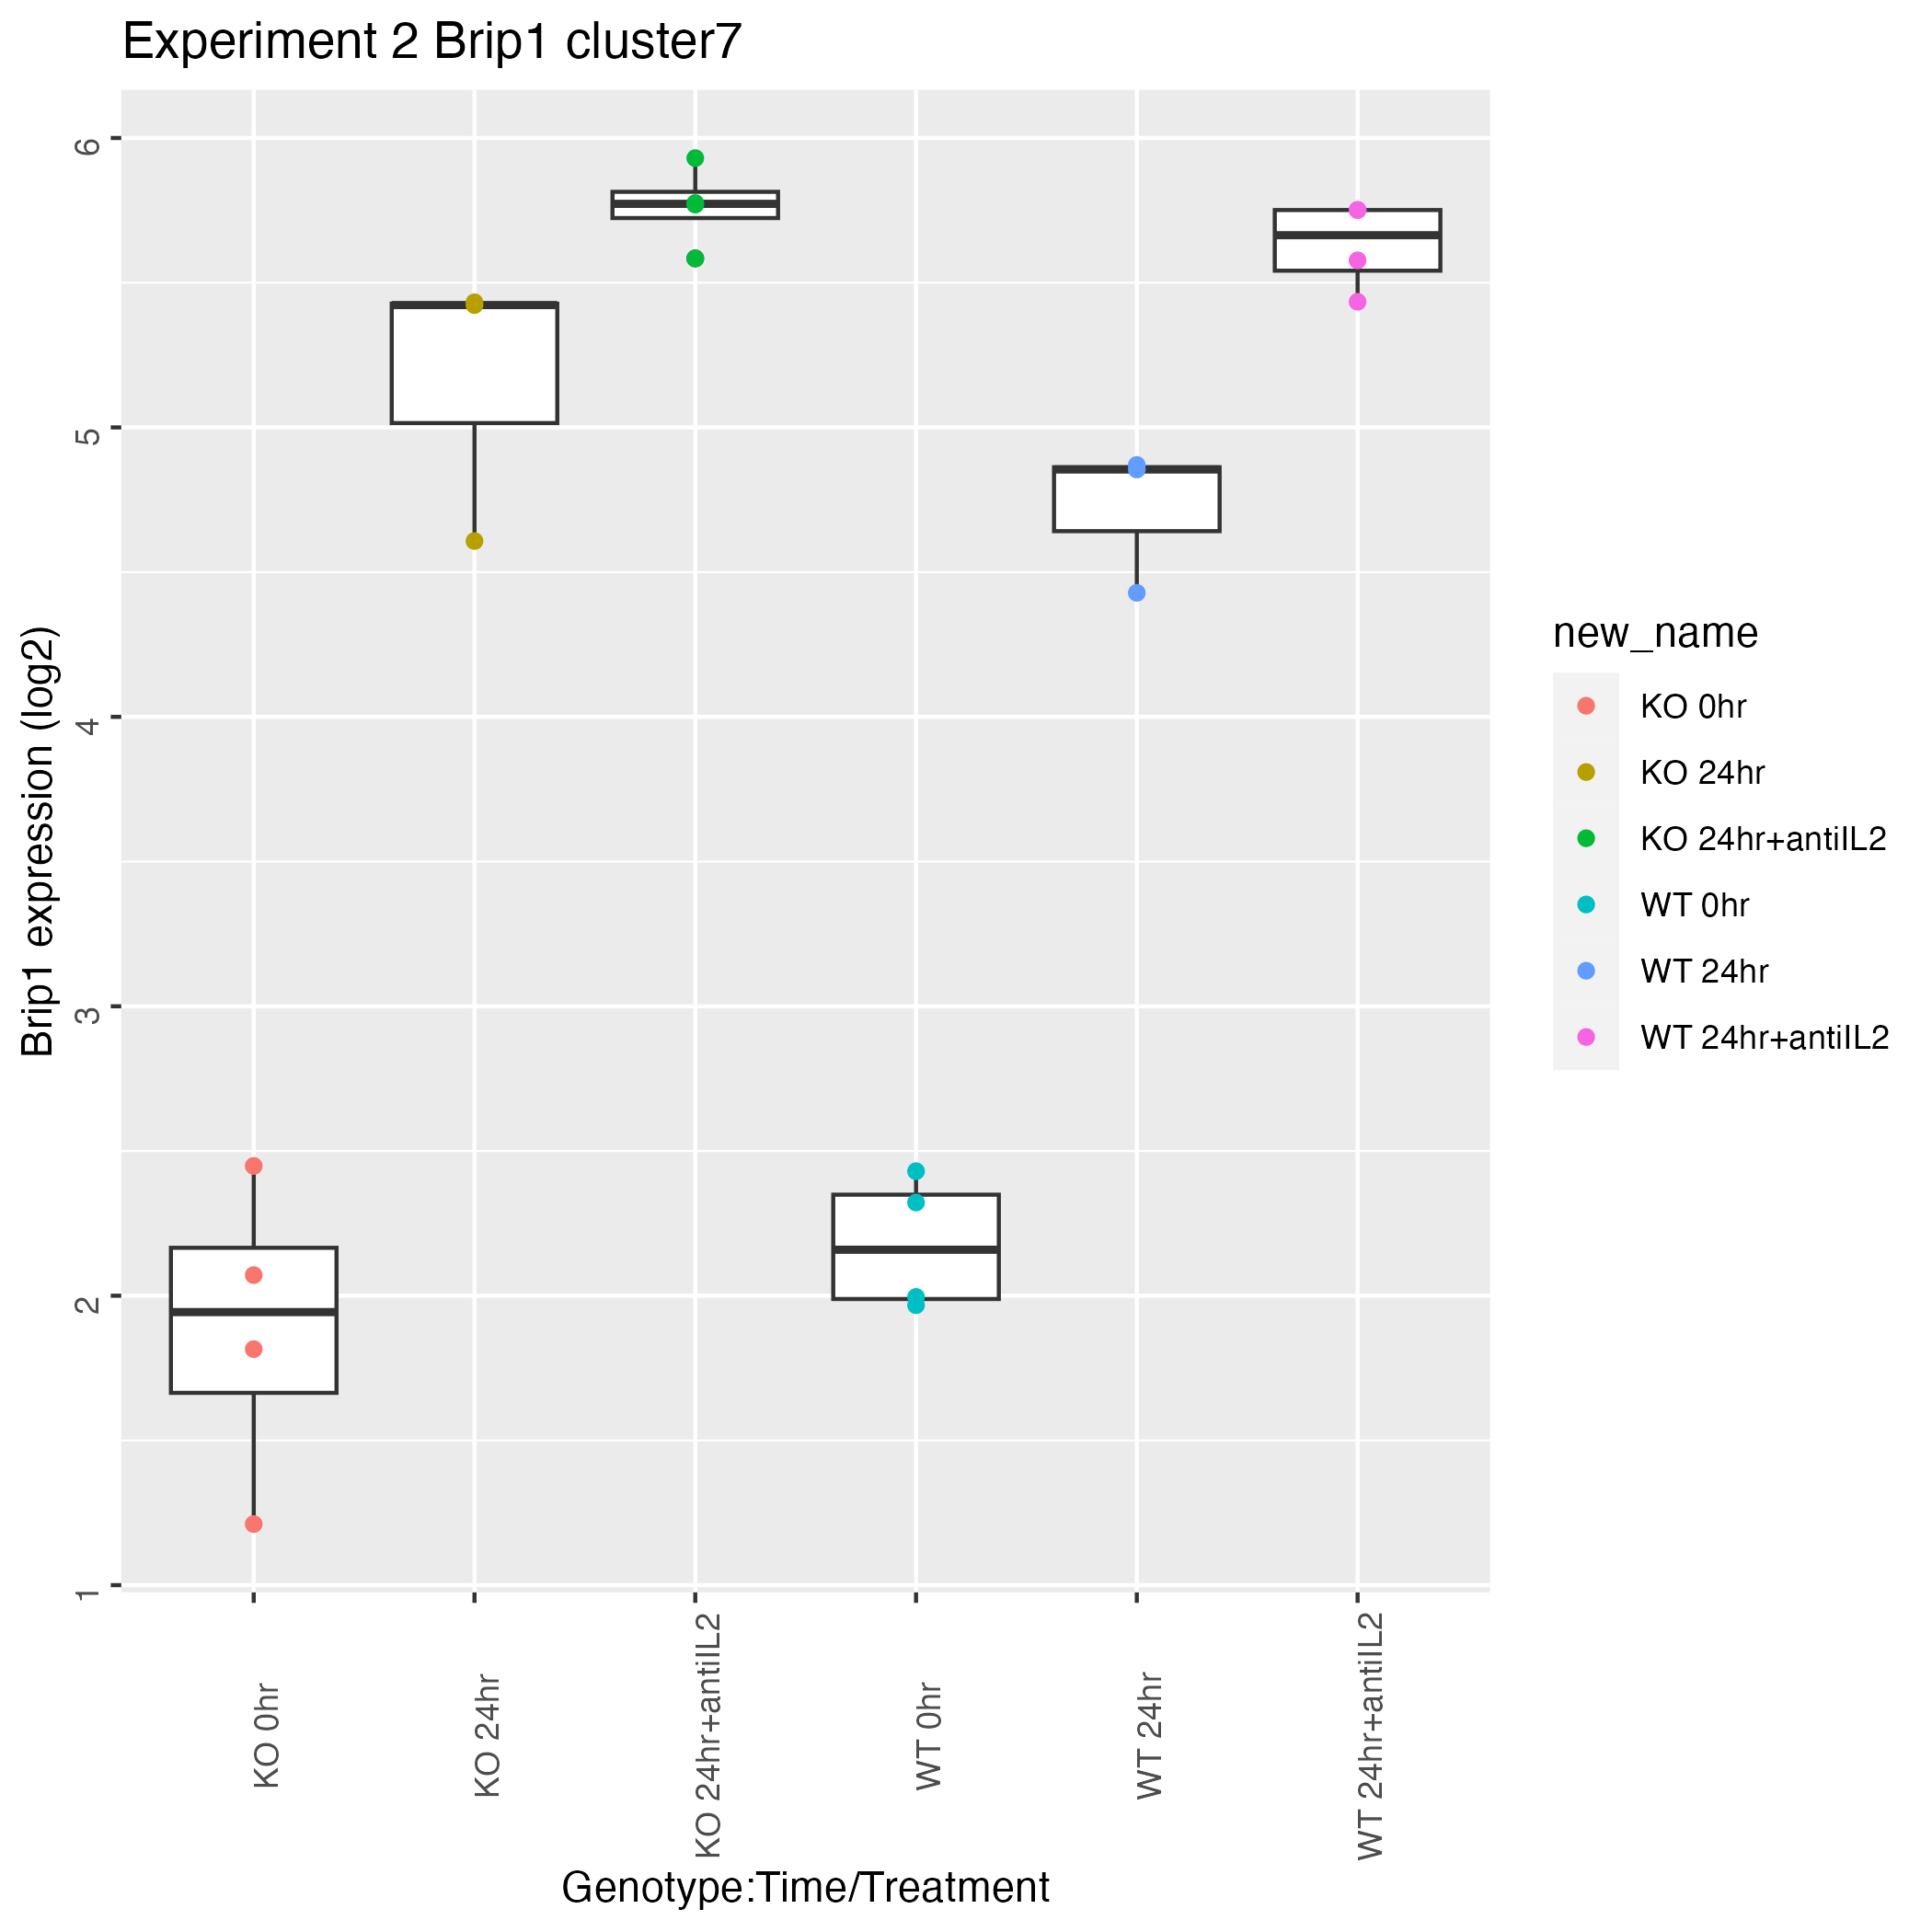 Experiment 2 Brip1 cluster7
Brip1 expression (log2)
6
5
4
3
2
1
KO 0hr
KO 24hr
KO 24hr+antiIL2
WT 0hr
WT 24hr
WT 24hr+antiIL2
Genotype:Time/Treatment
new_name
KO 0hr
KO 24hr
KO 24hr+antiIL2
WT 0hr
WT 24hr
WT 24hr+antiIL2